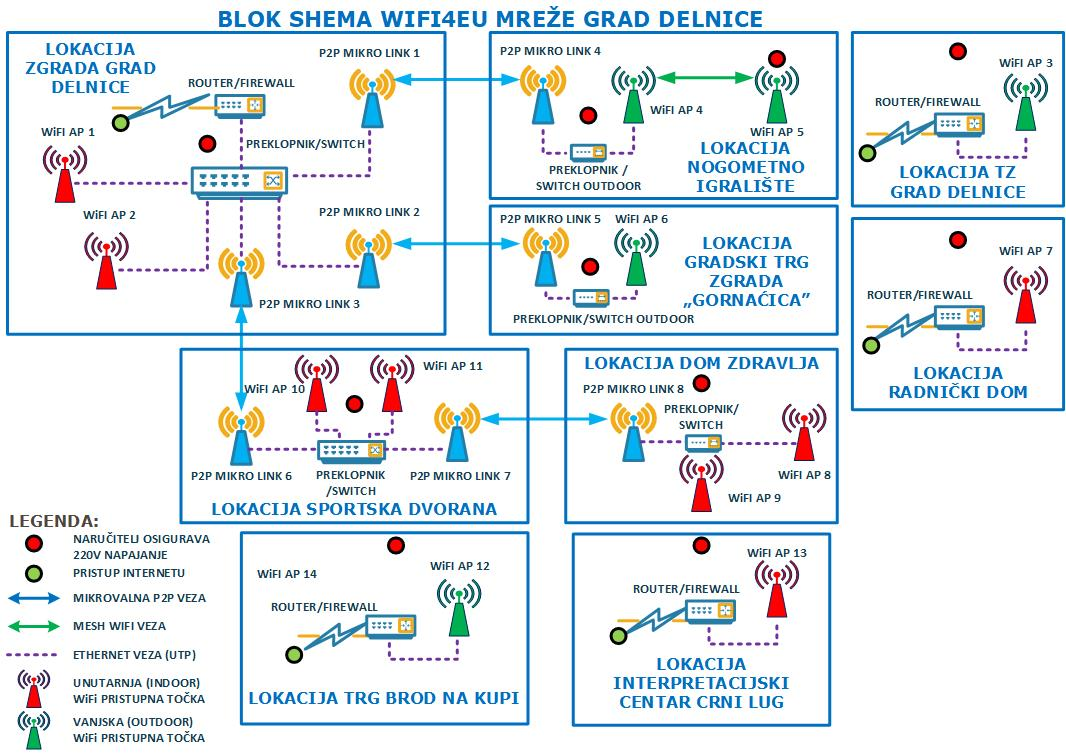 BLOK SHEMA WIFI4EU MREŽE GRAD DELNICE
LOKACIJA
ZGRADA GRAD
DELNICE
P2P MIKRO LINK 1
ROUTER/FIREWALL
WiFI AP 1
PREKLOPNIK/SWITCH
WiFI AP 2
P2P MIKRO LINK 2
P2P MIKRO LINK 3
P2P MIKRO LINK 4
WiFI AP 4
WiFI AP 5
PREKLOPNIK /
SWITCH OUTDOOR
LOKACIJA
NOGOMETNO
IGRALIŠTE
WiFI AP 3
ROUTER/FIREWALL
LOKACIJA TZ
GRAD DELNICE
P2P MIKRO LINK 5
WiFI AP 6
LOKACIJA
GRADSKI TRG
ZGRADA
„GORNAĆICA”
PREKLOPNIK/SWITCH OUTDOOR
WiFI AP 7
ROUTER/FIREWALL
LOKACIJA
RADNIČKI DOM
WiFI AP 10
WiFI AP 11
P2P MIKRO LINK 6
PREKLOPNIK
/SWITCH
P2P MIKRO LINK 7
LOKACIJA SPORTSKA DVORANA
LOKACIJA DOM ZDRAVLJA
P2P MIKRO LINK 8
PREKLOPNIK/
SWITCH
WiFI AP 8
WiFI AP 9
LEGENDA:
NARUČITELJ OSIGURAVA
220V NAPAJANJE
PRISTUP INTERNETU
MIKROVALNA P2P VEZA
MESH WIFI VEZA
ETHERNET VEZA (UTP)
UNUTARNJA (INDOOR)
WiFi PRISTUPNA TOČKA
VANJSKA (OUTDOOR)
WiFi PRISTUPNA TOČKA
WiFI AP 14
WiFI AP 12
ROUTER/FIREWALL
LOKACIJA TRG BROD NA KUPI
WiFI AP 13
ROUTER/FIREWALL
LOKACIJA
INTERPRETACIJSKI
CENTAR CRNI LUG